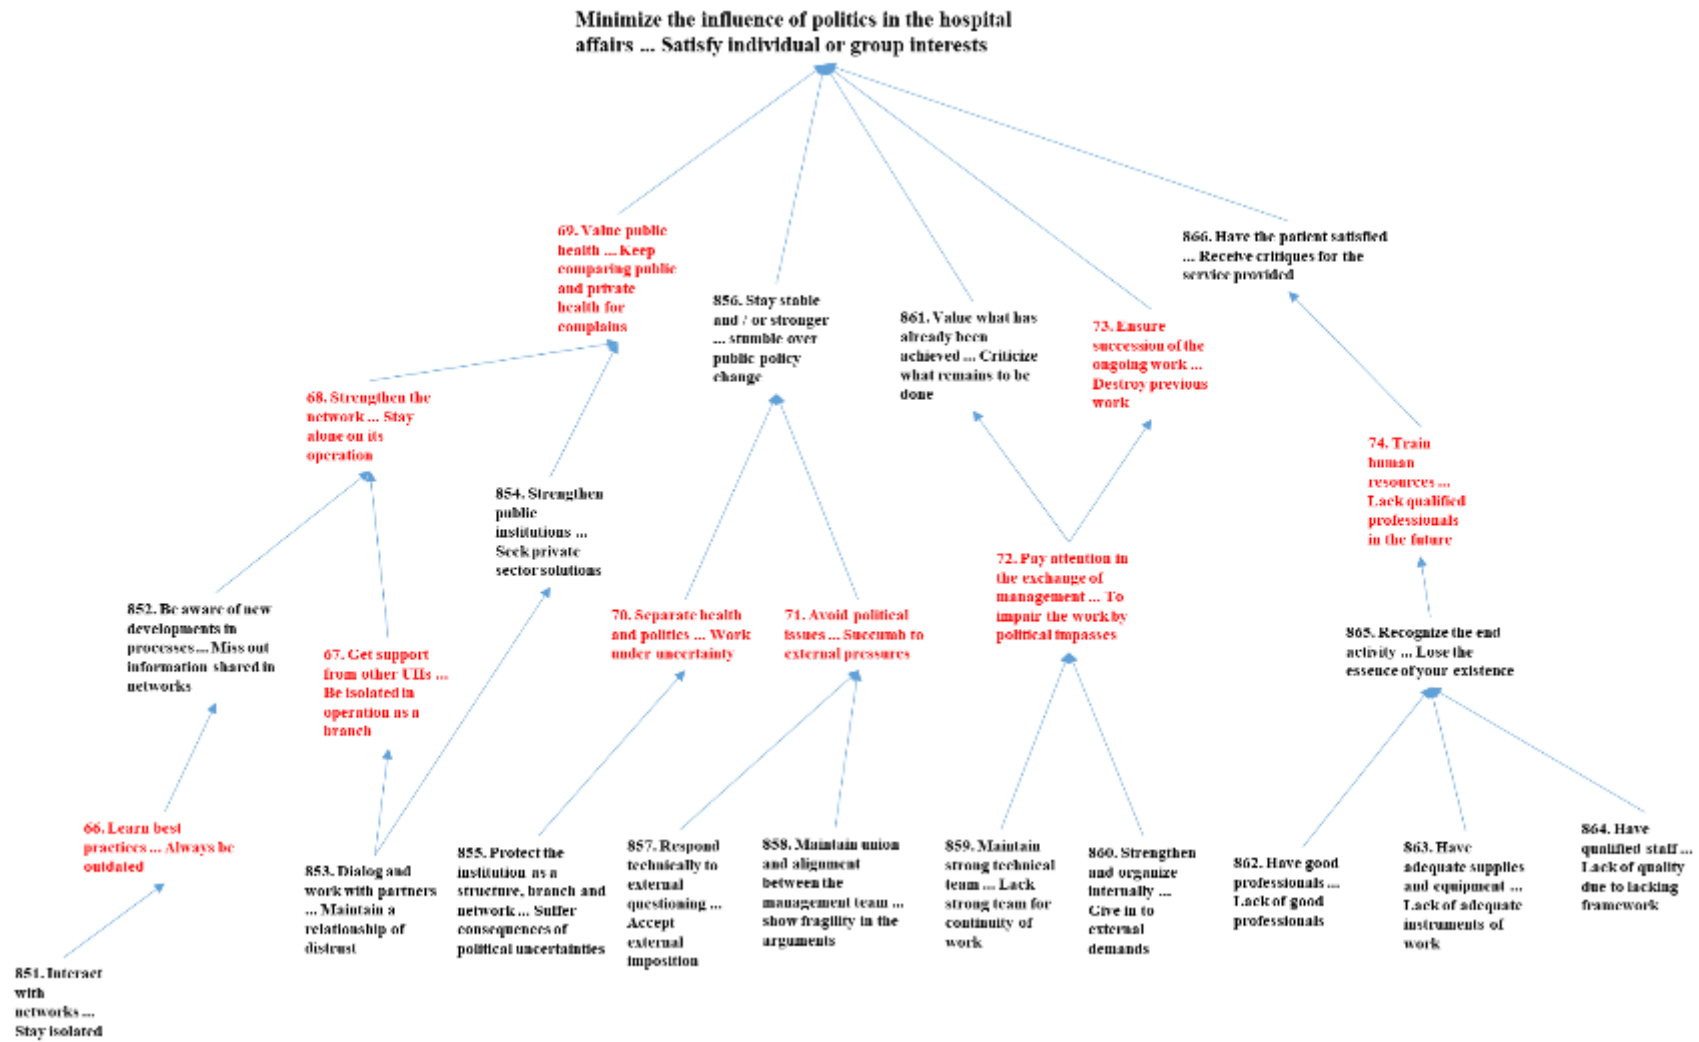 Minimize the influence of politics in the hospital
affairs ... Satisfy individual or group interests
69. Value public
health ... Keep
comparing public
and private
health for
complains
866. Have the patient satisfied
... Receive critiques for the
service provided
856. Stay stable
and / or stronger
... stumble over
public policy
change
861. Value what has
already been
achieved ... Criticize
what remains to be
done
73. Ensure
succession of the
ongoing work ...
Destroy previous
work
68. Strengthen the
network ... Stay
alone on its
operation
74. Train
human
resources ...
Lack qualified
professionals
in the future
854. Strengthen
public
institutions ...
Seek private
sector solutions
72. Pay attention in
the exchange of
management ... To
impair the work by
political impasses
852. Be aware of new
developments in
processes... Miss out
information shared in
networks
70. Separate health
and politics ... Work
under uncertainty
71. Avoid political
issues ... Succumb to
external pressures
865. Recognize the end
activity ... Lose the
essence of your existence
67. Get support
from other UHs ...
Be isolated in
operation as a
branch
66. Learn best
practices ... Always be
outdated
853. Dialog and
work with partners
... Maintain a
relationship of
distrust
855. Protect the
institution as a
structure, branch and
network ... Suffer
consequences of
political uncertainties
857. Respond
technically to
external
questioning ...
Accept
external
imposition
858. Maintain union
and alignment
between the
management team ...
show fragility in the
arguments
859. Maintain
strong technical
team ... Lack
strong team for
continuity of
work
860. Strengthen
and organize
internally ...
Give in to
external
demands
862. Have good
professionals ...
Lack of good
professionals
863. Have
adequate supplies
and equipment ...
Lack of adequate
instruments of
work
864. Have
qualified staff ...
Lack of quality
due to lacking
framework
851. Interact
with
networks ...
Stay isolated